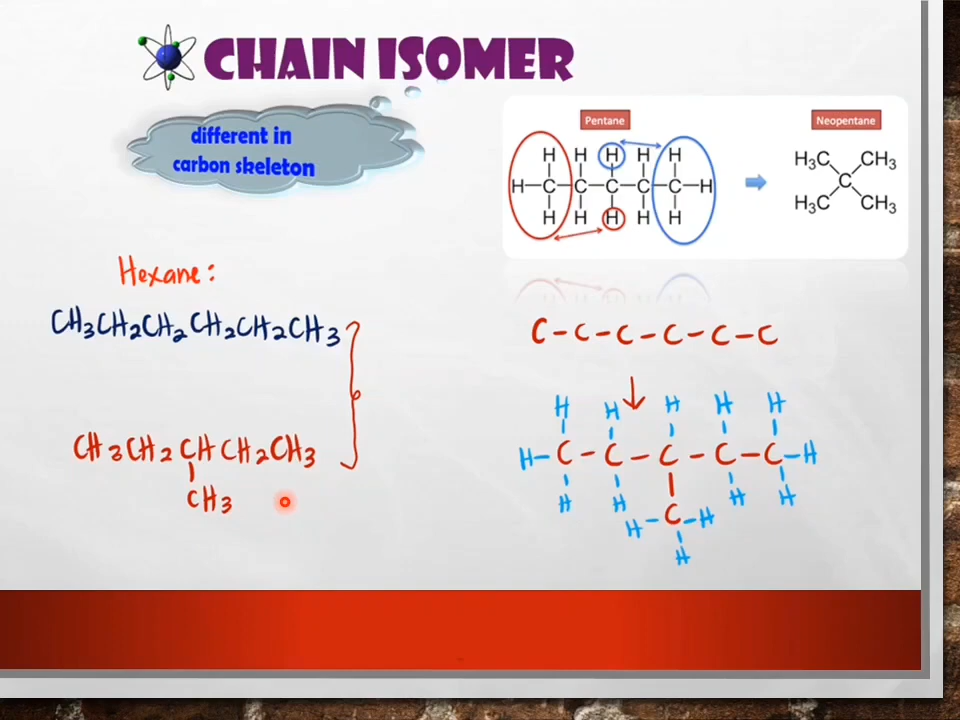 CHAIN ISOMER
different in
carbon skeleton
Pentane
Neopentane
H H H H H
H–C–C–C–C–C–H
H H H H H
H₃C CH₃
C
H₃C CH₃
Hexane:
CH₃CH₂CH₂CH₂CH₂CH₃
CH₃CH₂CHCH₂CH₃
CH₃
C–C–C–C–C–C
H H H H H
H–C–C–C–C–C–H
H H H H
H–C–H
H